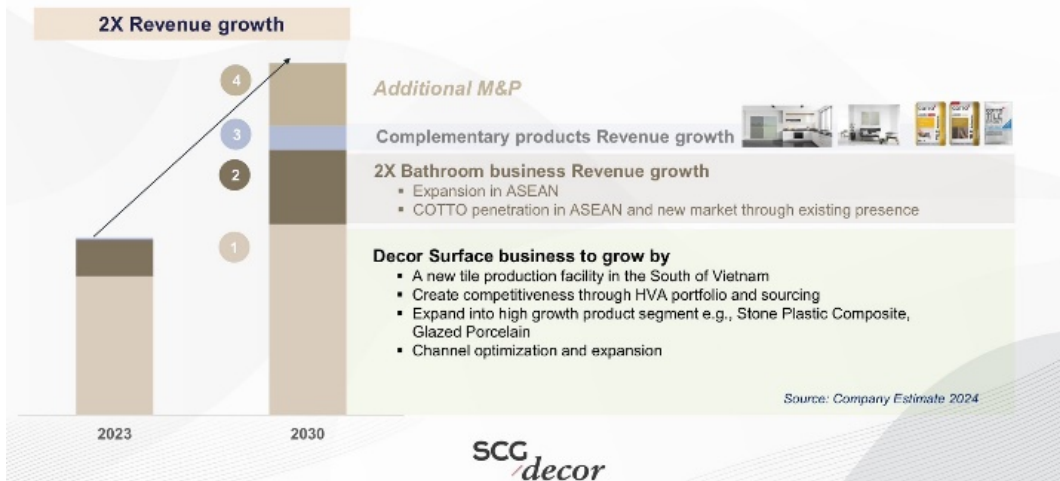 2X Revenue growth
4
Additional M&P
3
Complementary products Revenue growth
2
2X Bathroom business Revenue growth
▪ Expansion in ASEAN
▪ COTTO penetration in ASEAN and new market through existing presence
1
Decor Surface business to grow by
▪ A new tile production facility in the South of Vietnam
▪ Create competitiveness through HVA portfolio and sourcing
▪ Expand into high growth product segment e.g., Stone Plastic Composite,
Glazed Porcelain
▪ Channel optimization and expansion
Source: Company Estimate 2024
2023
2030
SCG
decor